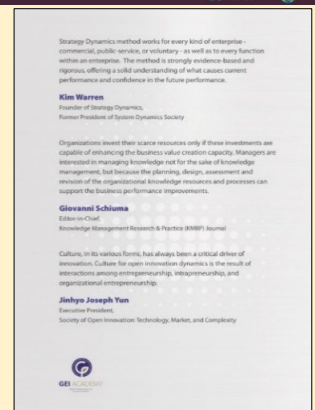 Strategy Dynamics method works for every kind of enterprise -
commercial, public-service, or voluntary - as well as to every function
within an enterprise. The method is strongly evidence-based and
rigorous, offering a solid understanding of what causes current
performance and confidence in the future performance.
Kim Warren
Founder of Strategy Dynamics,
Former President of System Dynamics Society
Organizations invest their scarce resources only if these investments are
capable of enhancing the business value creation capacity. Managers are
interested in managing knowledge not for the sake of knowledge
management, but because the planning, design, assessment and
revision of the organizational knowledge resources and processes can
support the business performance improvements.
Giovanni Schiuma
Editor-in-Chief,
Knowledge Management Research & Practice (KMRP) Journal
Culture, in its various forms, has always been a critical driver of
innovation. Culture for open innovation dynamics is the result of
interactions among entrepreneurship, intrapreneurship, and
organizational entrepreneurship.
Jinhyo Joseph Yun
Executive President,
Society of Open Innovation: Technology, Market, and Complexity
GEI ACADEMY